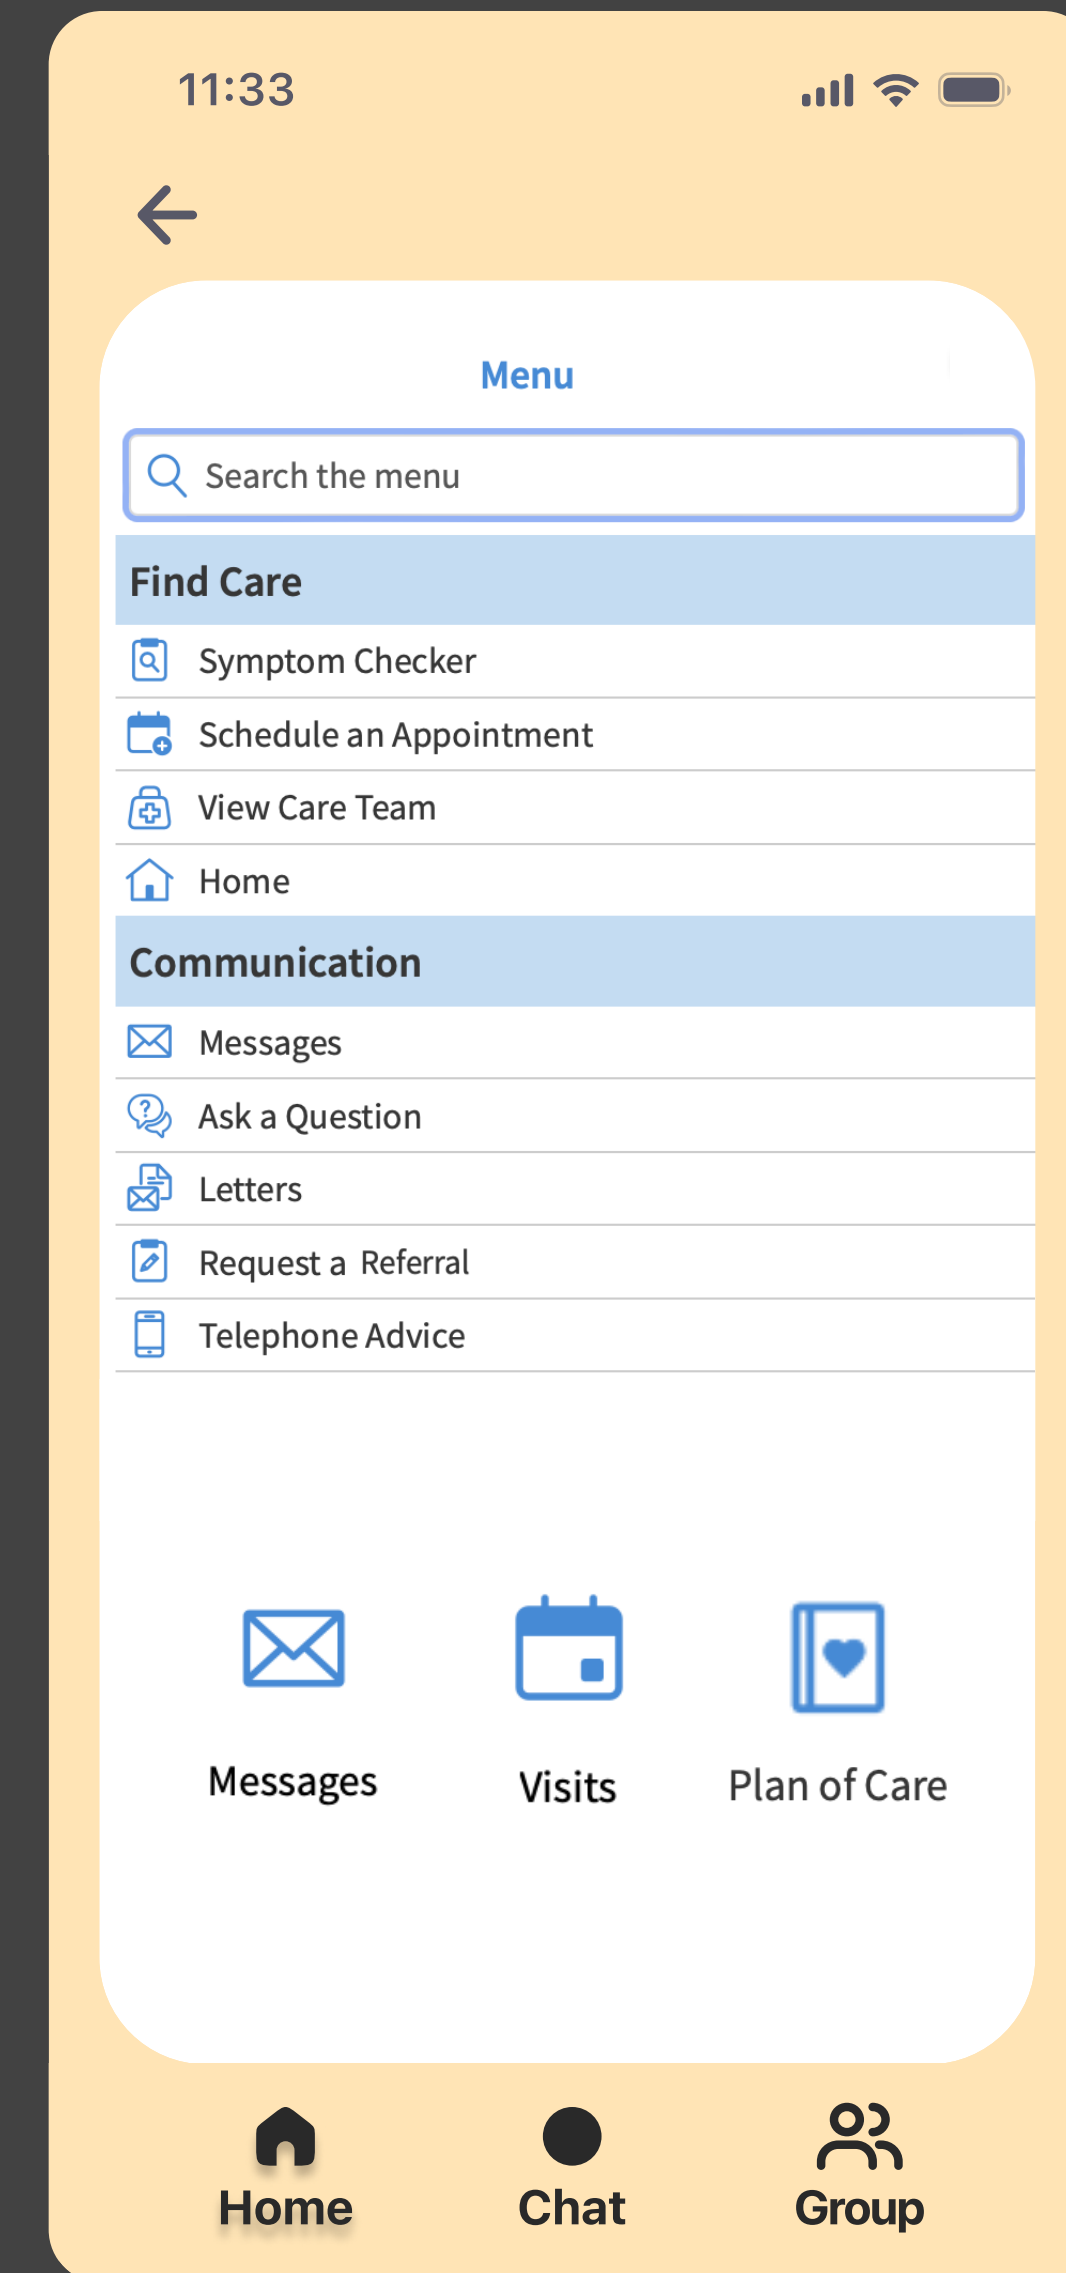 11:33
Menu
Search the menu
Find Care
Symptom Checker
Schedule an Appointment
View Care Team
Home
Communication
Messages
Ask a Question
Letters
Request a Referral
Telephone Advice
Messages Visits Plan of Care
Home Chat Group